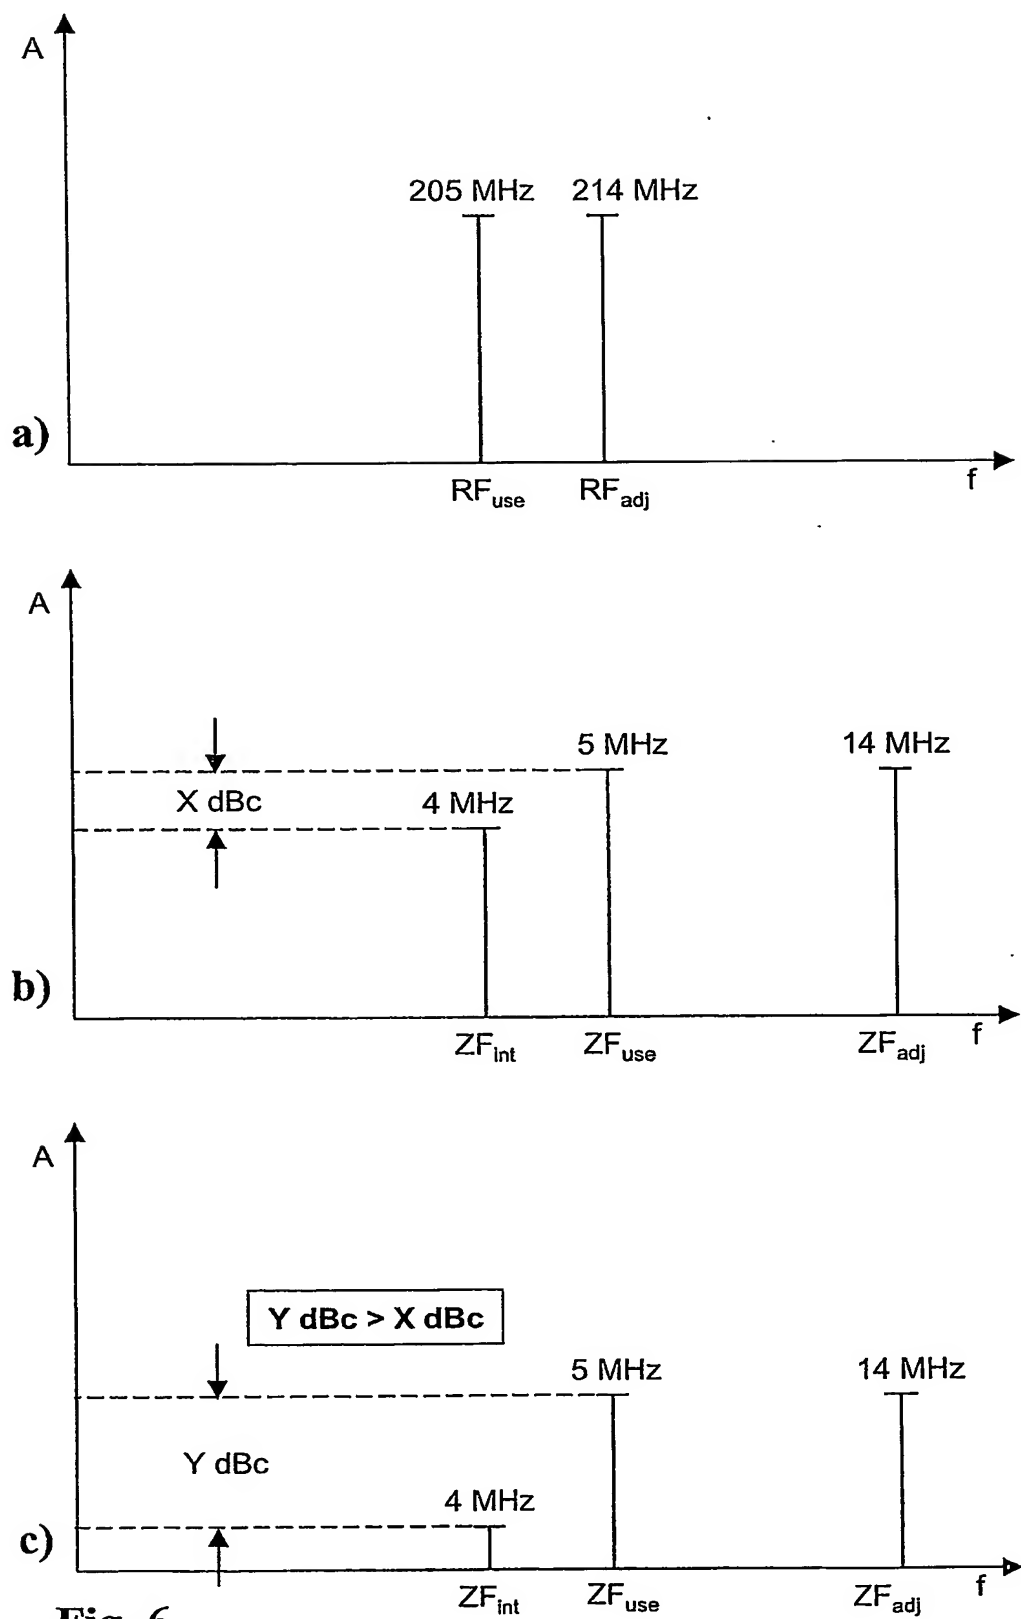 A
205 MHz 214 MHz
a)
RFuse RFadj f
A
5 MHz 14 MHz
X dBc 4 MHz
b)
ZFint ZFuse ZFadj f
A
Y dBc > X dBc
5 MHz 14 MHz
Y dBc
4 MHz
c)
ZFint ZFuse ZFadj f
Fig. 6